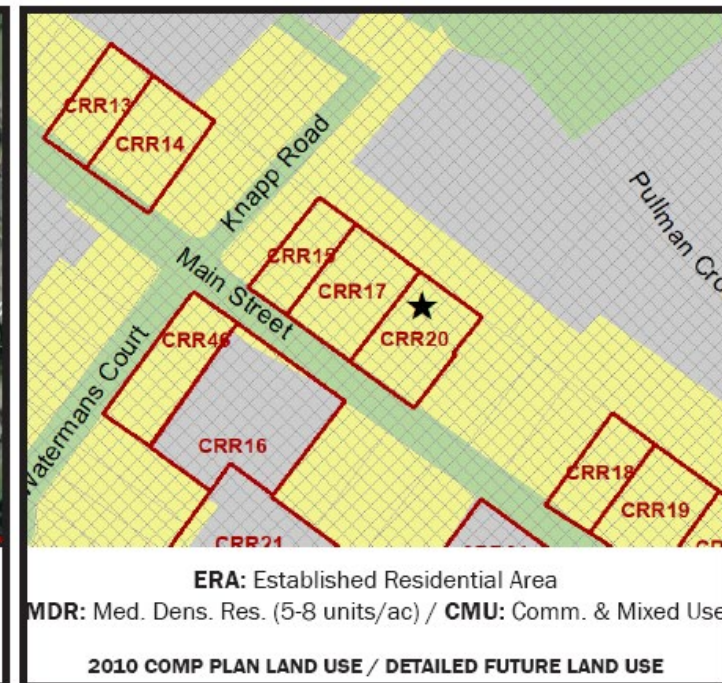 CRR13
CRR14
Knapp Road
Pullman Cro
CRR15
Main Street
CRR17
CRR20
CRR46
Watermans Court
CRR16
CRR18
CRR19
CRR21
ERA: Established Residential Area
MDR: Med. Dens. Res. (5-8 units/ac) / CMU: Comm. & Mixed Use
2010 COMP PLAN LAND USE / DETAILED FUTURE LAND USE